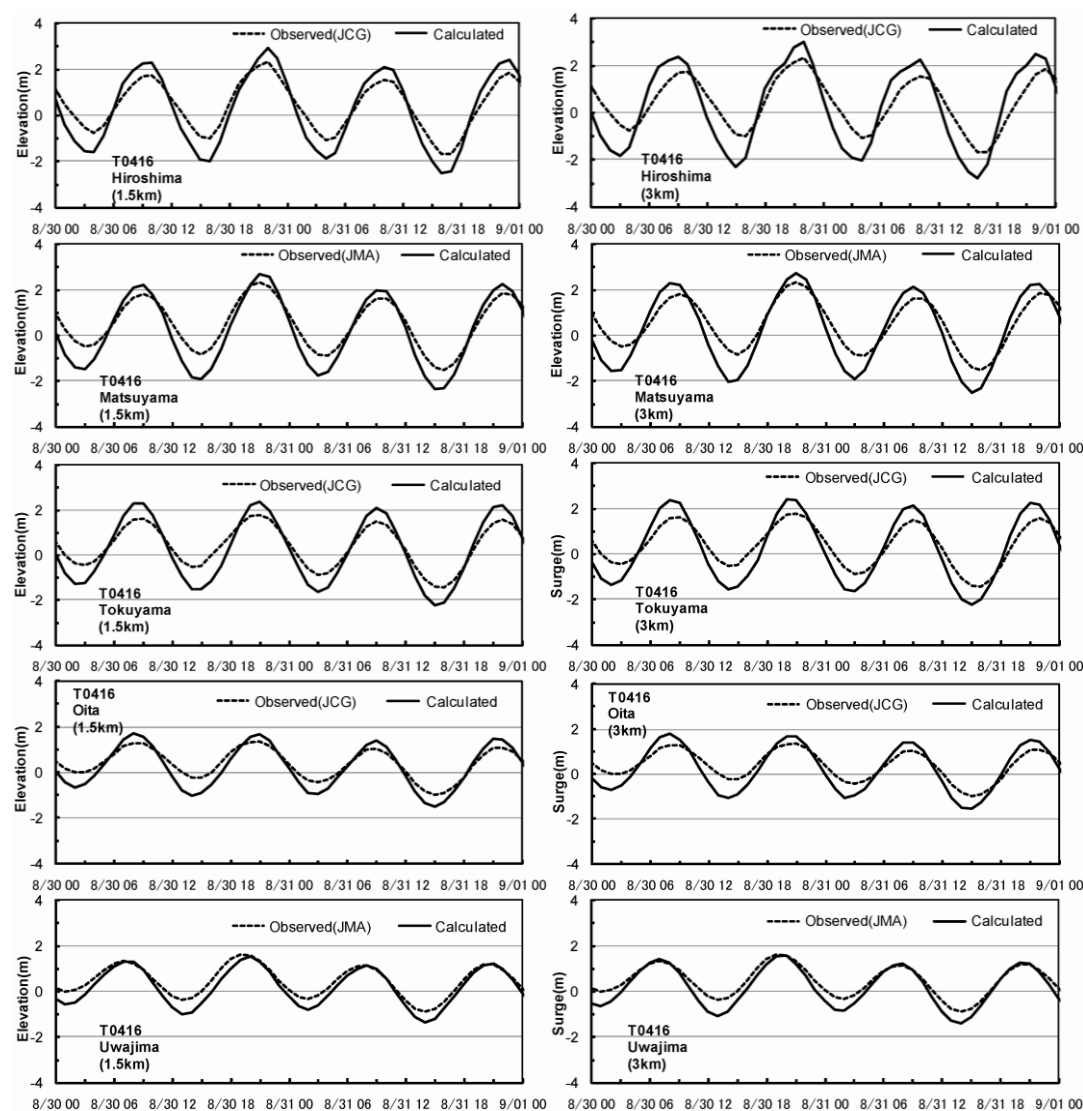 4
2
0
-2
-4
Elevation(m)
Observed(JCG)
Calculated
T0416
Hiroshima
(1.5km)
8/30 00 8/30 06 8/30 12 8/30 18 8/31 00 8/31 06 8/31 12 8/31 18 9/01 00
4
2
0
-2
-4
Elevation(m)
Observed(JCG)
Calculated
T0416
Hiroshima
(3km)
8/30 00 8/30 06 8/30 12 8/30 18 8/31 00 8/31 06 8/31 12 8/31 18 9/01 00
4
2
0
-2
-4
Elevation(m)
Observed(JMA)
Calculated
T0416
Matsuyama
(1.5km)
8/30 00 8/30 06 8/30 12 8/30 18 8/31 00 8/31 06 8/31 12 8/31 18 9/01 00
4
2
0
-2
-4
Elevation(m)
Observed(JMA)
Calculated
T0416
Matsuyama
(3km)
8/30 00 8/30 06 8/30 12 8/30 18 8/31 00 8/31 06 8/31 12 8/31 18 9/01 00
4
2
0
-2
-4
Elevation(m)
Observed(JCG)
Calculated
T0416
Tokuyama
(1.5km)
8/30 00 8/30 06 8/30 12 8/30 18 8/31 00 8/31 06 8/31 12 8/31 18 9/01 00
4
2
0
-2
-4
Surge(m)
Observed(JCG)
Calculated
T0416
Tokuyama
(3km)
8/30 00 8/30 06 8/30 12 8/30 18 8/31 00 8/31 06 8/31 12 8/31 18 9/01 00
4
2
0
-2
-4
Elevation(m)
T0416
Oita
(1.5km)
Observed(JCG)
Calculated
8/30 00 8/30 06 8/30 12 8/30 18 8/31 00 8/31 06 8/31 12 8/31 18 9/01 00
4
2
0
-2
-4
Surge(m)
T0416
Oita
(3km)
Observed(JCG)
Calculated
8/30 00 8/30 06 8/30 12 8/30 18 8/31 00 8/31 06 8/31 12 8/31 18 9/01 00
4
2
0
-2
-4
Elevation(m)
Observed(JMA)
Calculated
T0416
Uwajima
(1.5km)
8/30 00 8/30 06 8/30 12 8/30 18 8/31 00 8/31 06 8/31 12 8/31 18 9/01 00
4
2
0
-2
-4
Surge(m)
Observed(JMA)
Calculated
T0416
Uwajima
(3km)
8/30 00 8/30 06 8/30 12 8/30 18 8/31 00 8/31 06 8/31 12 8/31 18 9/01 00